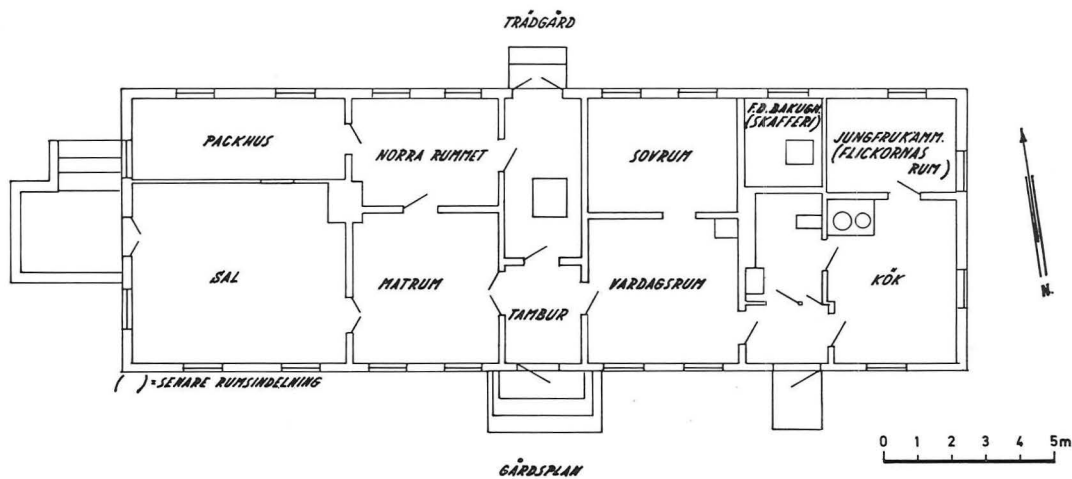 TRÄDGÅRD
PACKHUS
NORRA RUMMET
SOVRUM
F.D. BAKUGN.
(SKAFFERI)
JUNGFRUKAMM.
(FLICKORNAS
RUM)
SAL
MATRUM
TAMBUR
VARDAGSRUM
KÖK
N.
( ) = SENARE RUMSINDELNING
GÅRDSPLAN
0 1 2 3 4 5m